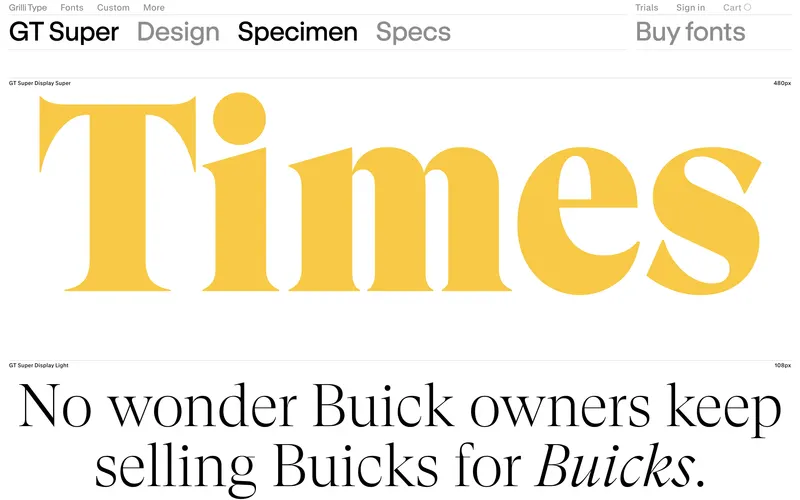 Grilli Type Fonts Custom More Trials Sign in Cart
GT Super Design Specimen Specs Buy fonts
GT Super Display Super 480px
Times
GT Super Display Light 108px
No wonder Buick owners keep
selling Buicks for Buicks.